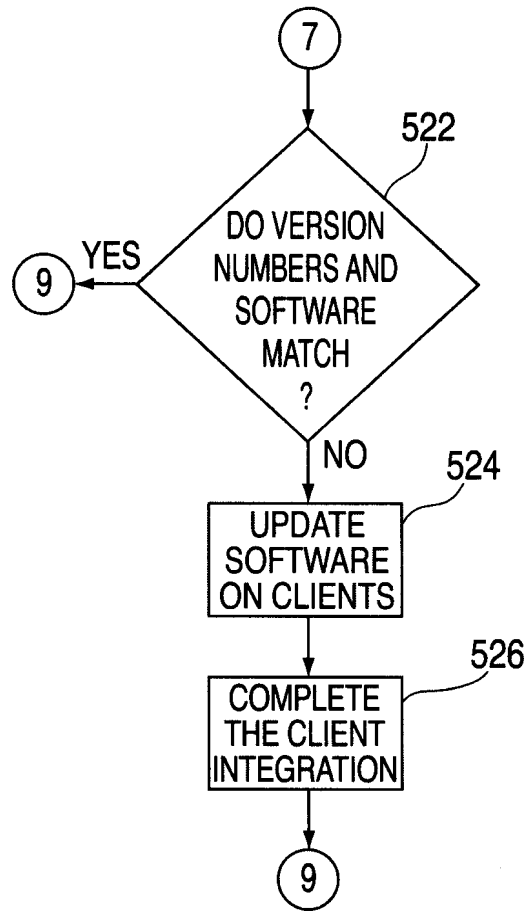 7
522
DO VERSION
NUMBERS AND
SOFTWARE
MATCH
?
YES
9
NO
524
UPDATE
SOFTWARE
ON CLIENTS
526
COMPLETE
THE CLIENT
INTEGRATION
9